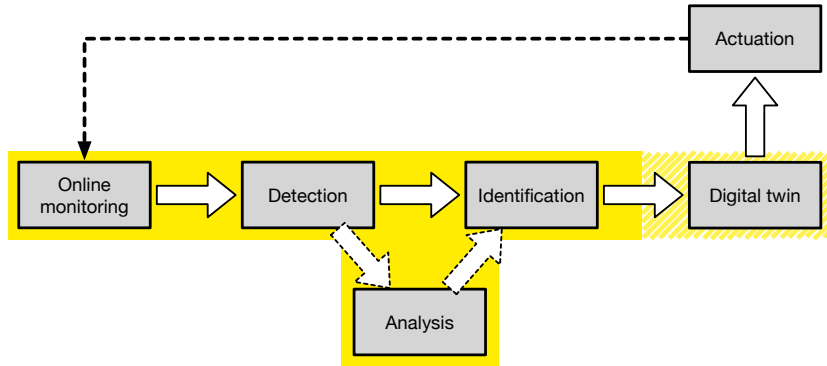 Actuation
Online
monitoring
Detection
Identification
Digital twin
Analysis